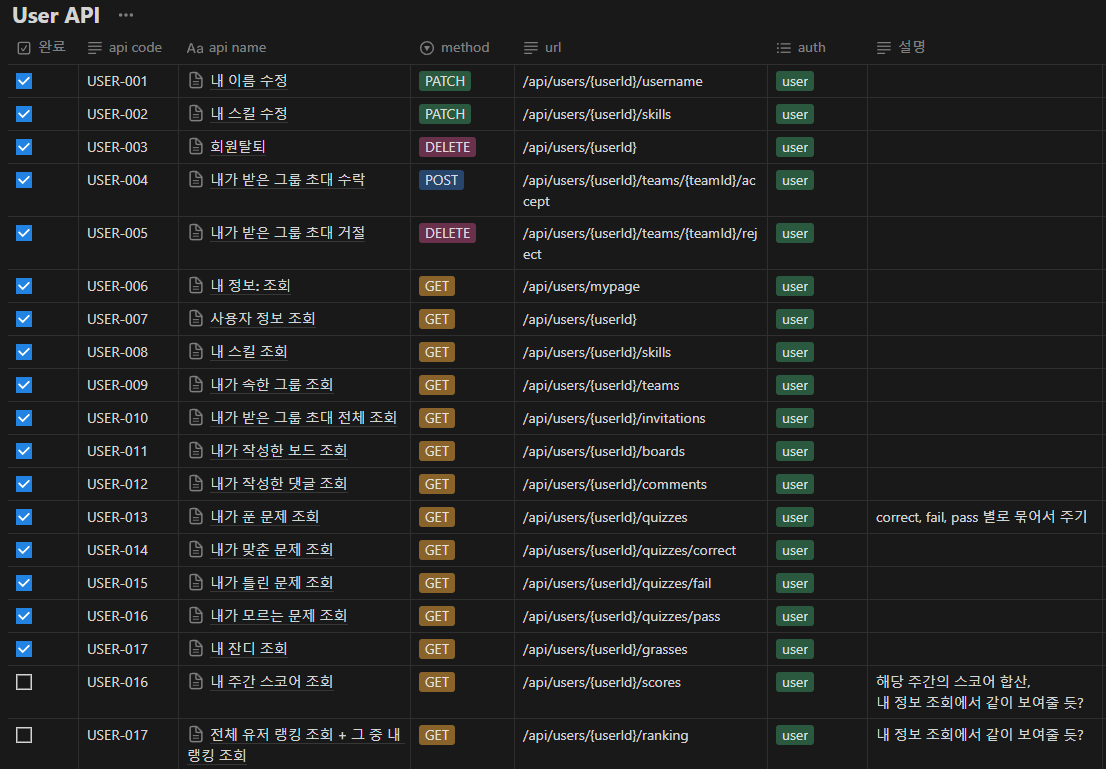 User API ...
완료 api code Aa api name method url auth 설명
USER-001 내 이름 수정 PATCH /api/users/{userId}/username user
USER-002 내 스킬 수정 PATCH /api/users/{userId}/skills user
USER-003 회원탈퇴 DELETE /api/users/{userId} user
USER-004 내가 받은 그룹 초대 수락 POST /api/users/{userId}/teams/{teamId}/ac user
cept
USER-005 내가 받은 그룹 초대 거절 DELETE /api/users/{userId}/teams/{teamId}/rej user
ect
USER-006 내 정보: 조회 GET /api/users/mypage user
USER-007 사용자 정보 조회 GET /api/users/{userId} user
USER-008 내 스킬 조회 GET /api/users/{userId}/skills user
USER-009 내가 속한 그룹 조회 GET /api/users/{userId}/teams user
USER-010 내가 받은 그룹 초대 전체 조회 GET /api/users/{userId}/invitations user
USER-011 내가 작성한 보드 조회 GET /api/users/{userId}/boards user
USER-012 내가 작성한 댓글 조회 GET /api/users/{userId}/comments user
USER-013 내가 푼 문제 조회 GET /api/users/{userId}/quizzes user correct, fail, pass 별로 묶어서 주기
USER-014 내가 맞춘 문제 조회 GET /api/users/{userId}/quizzes/correct user
USER-015 내가 틀린 문제 조회 GET /api/users/{userId}/quizzes/fail user
USER-016 내가 모르는 문제 조회 GET /api/users/{userId}/quizzes/pass user
USER-017 내 잔디 조회 GET /api/users/{userId}/grasses user
USER-016 내 주간 스코어 조회 GET /api/users/{userId}/scores user 해당 주간의 스코어 합산,
내 정보 조회에서 같이 보여줄 듯?
USER-017 전체 유저 랭킹 조회 + 그 중 내 GET /api/users/{userId}/ranking user 내 정보 조회에서 같이 보여줄 듯?
랭킹 조회